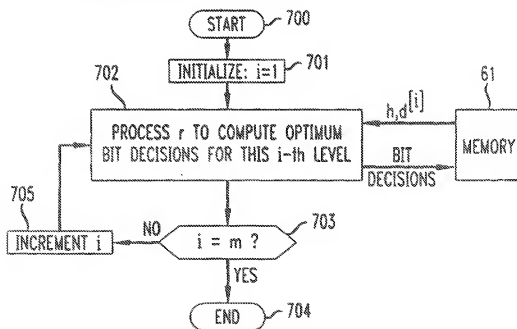 START
700
INITIALIZE: i=1
701
702
PROCESS r TO COMPUTE OPTIMUM
BIT DECISIONS FOR THIS i-th LEVEL
h,d[i]
61
MEMORY
BIT
DECISIONS
705
INCREMENT i
NO
i = m ?
703
YES
END
704